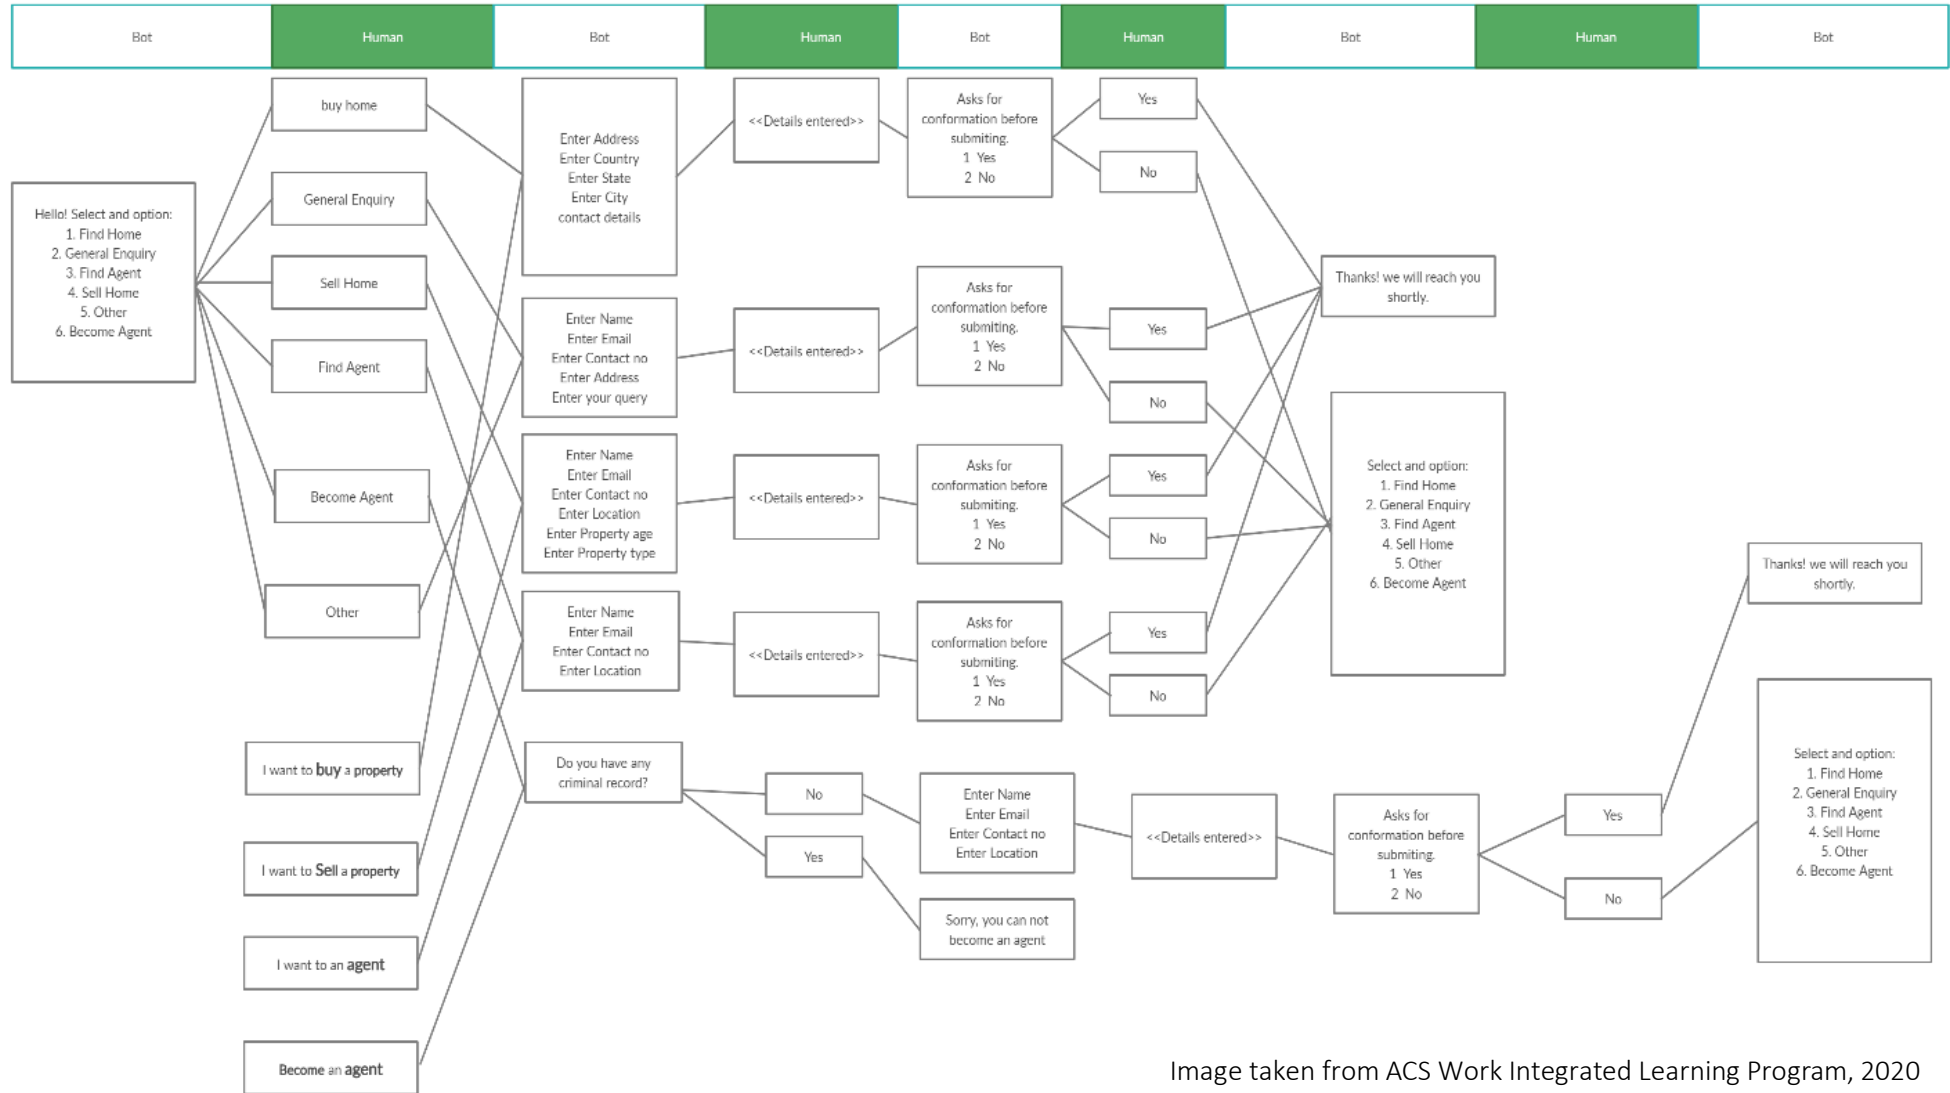 Bot
Human
Bot
Human
Bot
Human
Bot
Human
Bot
Hello! Select and option:
1. Find Home
2. General Enquiry
3. Find Agent
4. Sell Home
5. Other
6. Become Agent
buy home
General Enquiry
Sell Home
Find Agent
Become Agent
Other
I want to buy a property
I want to Sell a property
I want to an agent
Become an agent
Enter Address
Enter Country
Enter State
Enter City
contact details
Enter Name
Enter Email
Enter Contact no
Enter Address
Enter your query
Enter Name
Enter Email
Enter Contact no
Enter Location
Enter Property age
Enter Property type
Enter Name
Enter Email
Enter Contact no
Enter Location
Do you have any
criminal record?
<<Details entered>>
<<Details entered>>
<<Details entered>>
<<Details entered>>
No
Yes
Asks for
conformation before
submiting.
1 Yes
2 No
Asks for
conformation before
submiting.
1 Yes
2 No
Asks for
conformation before
submiting.
1 Yes
2 No
Asks for
conformation before
submiting.
1 Yes
2 No
Enter Name
Enter Email
Enter Contact no
Enter Location
Sorry, you can not
become an agent
Yes
No
Yes
No
Yes
No
Yes
No
<<Details entered>>
Thanks! we will reach you
shortly.
Select and option:
1. Find Home
2. General Enquiry
3. Find Agent
4. Sell Home
5. Other
6. Become Agent
Asks for
conformation before
submiting.
1 Yes
2 No
Yes
No
Thanks! we will reach you
shortly.
Select and option:
1. Find Home
2. General Enquiry
3. Find Agent
4. Sell Home
5. Other
6. Become Agent
Image taken from ACS Work Integrated Learning Program, 2020